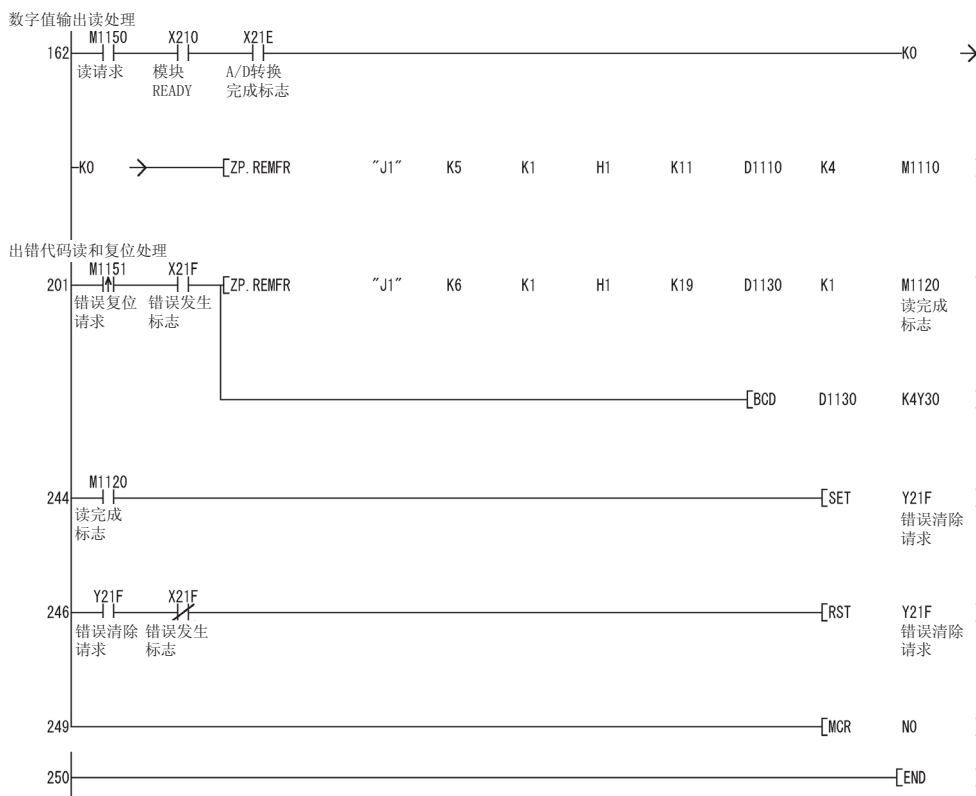 数字值输出读处理
M1150 X210 X21E
162 K0
读请求 模块 A/D转换
READY 完成标志
K0 [ZP.REMFR "J1" K5 K1 H1 K11 D1110 K4 M1110
出错代码读和复位处理
M1151 X21F
201 [ZP.REMFR "J1" K6 K1 H1 K19 D1130 K1 M1120
错误复位 错误发生 读完成
请求 标志 标志
[BCD D1130 K4Y30
M1120
244 [SET Y21F
读完成 错误清除
标志 请求
Y21F X21F
246 [RST Y21F
错误清除 错误发生 错误清除
请求 标志 请求
249 [MCR N0
250 [END